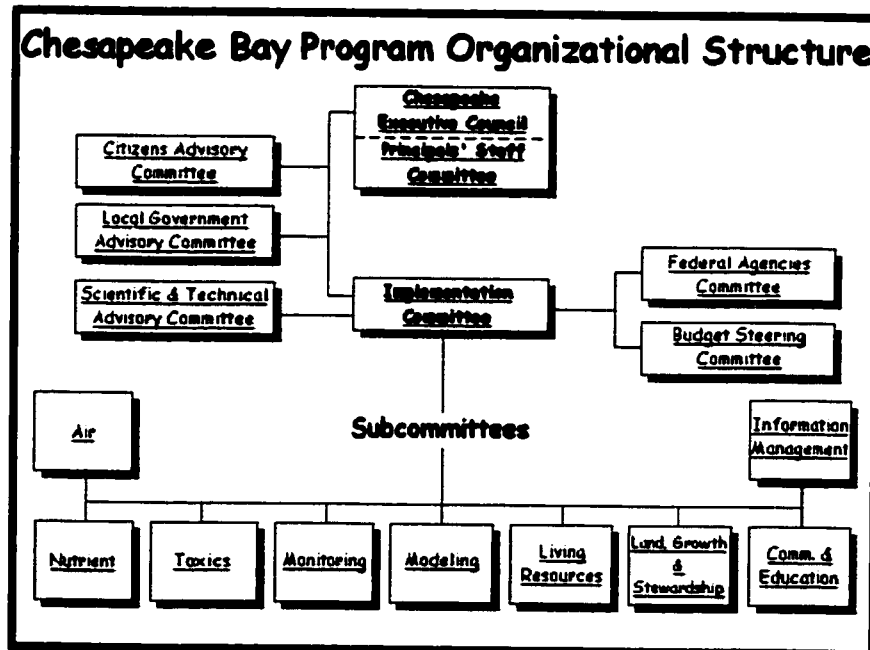 Chesapeake Bay Program Organizational Structure
Chesapeake
Executive Council
Principals' Staff
Committee
Citizens Advisory
Committee
Local Government
Advisory Committee
Scientific & Technical
Advisory Committee
Implementation
Committee
Federal Agencies
Committee
Budget Steering
Committee
Subcommittees
Air
Information
Management
Nutrient
Toxics
Monitoring
Modeling
Living
Resources
Land, Growth
&
Stewardship
Comm. &
Education